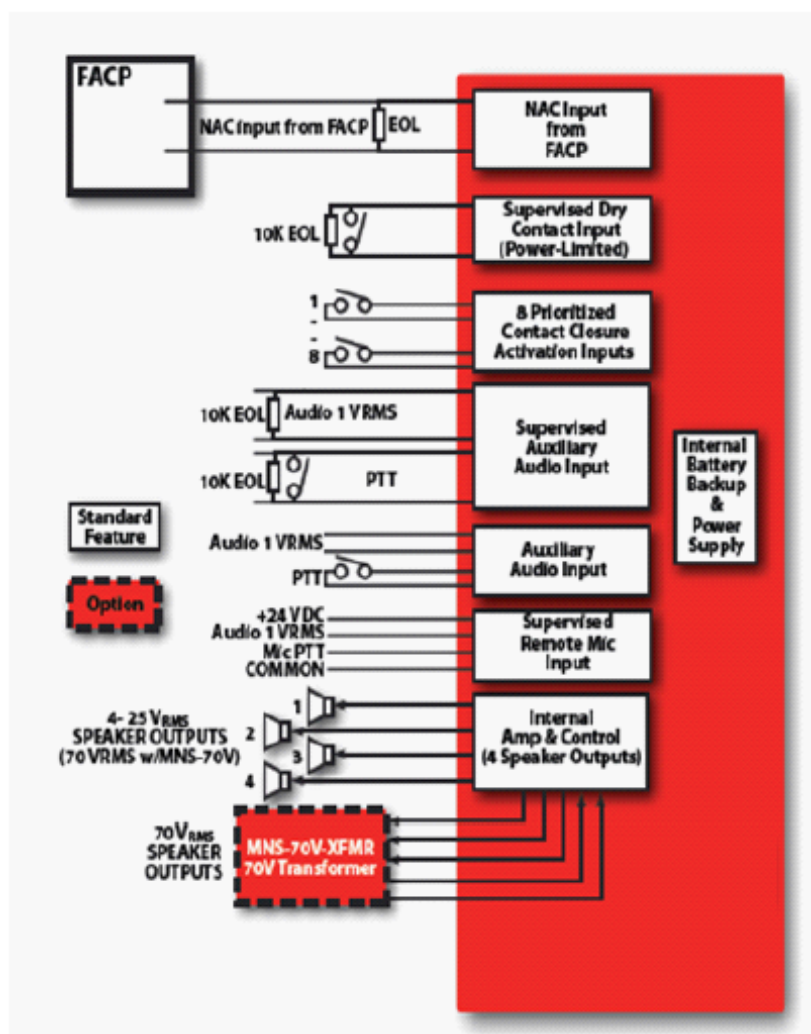 FACP
NAC Input from FACP
EOL
NAC Input
from
FACP
10K EOL
Supervised Dry
Contact Input
(Power-Limited)
1
-
-
8
8 Prioritized
Contact Closure
Activation Inputs
10K EOL
Audio 1 VRMS
10K EOL
PTT
Supervised
Auxiliary
Audio Input
Internal
Battery
Backup
&
Power
Supply
Standard
Feature
Option
Audio 1 VRMS
PTT
Auxiliary
Audio Input
+24 VDC
Audio 1 VRMS
Mic PTT
COMMON
Supervised
Remote Mic
Input
4- 25 VRMS
SPEAKER OUTPUTS
(70 VRMS w/MNS-70V)
1
2
3
4
Internal
Amp & Control
(4 Speaker Outputs)
70VRMS
SPEAKER
OUTPUTS
MNS-70V-XFMR
70V Transformer